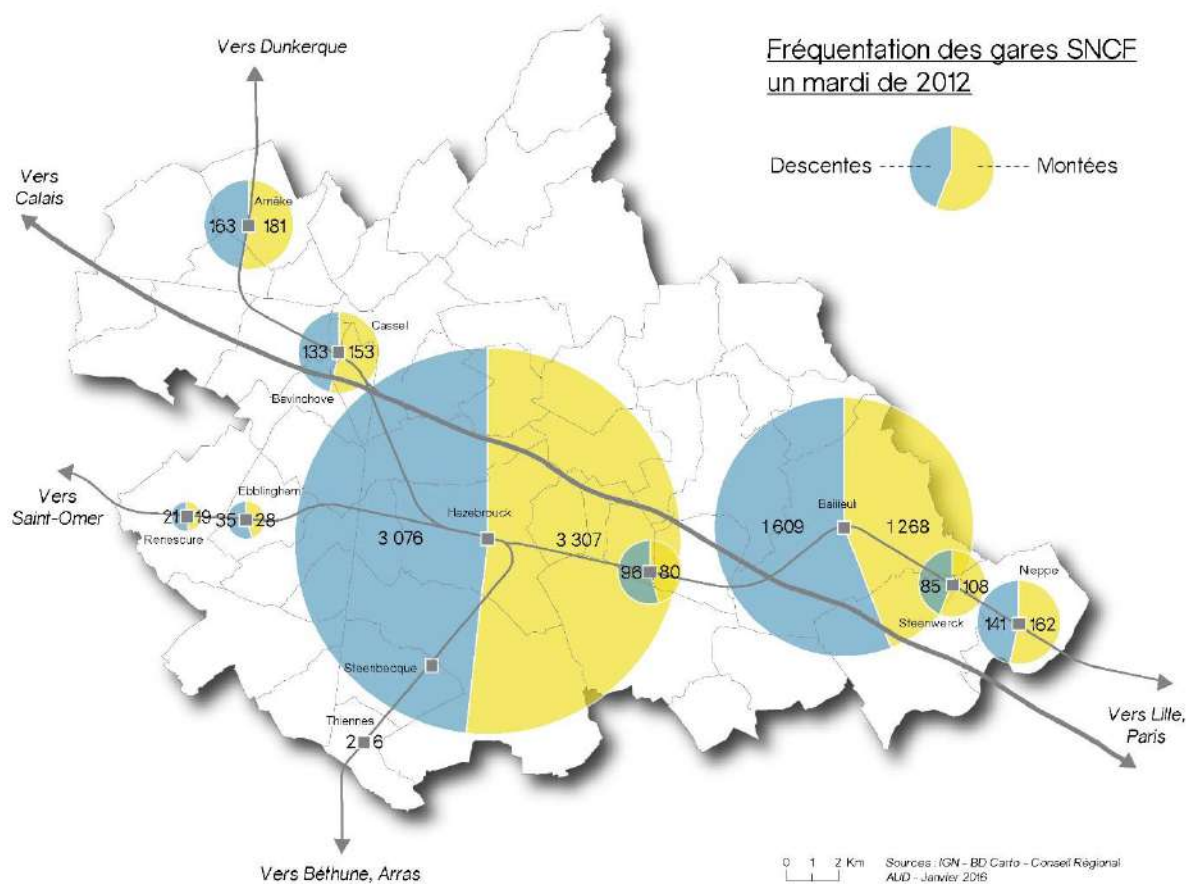 Vers Dunkerque
Fréquentation des gares SNCF
un mardi de 2012
Descentes
Montées
Vers
Calais
Arnèke
163
181
Cassel
133
153
Bavinchove
Vers
Saint-Omer
Ebblinghem
21
19
35
28
Renescure
Hazebrouck
3 076
3 307
96
80
Bailleul
1 609
1 268
85
108
Steenwerck
Nieppe
141
162
Steenbecque
Thiennes
2
6
Vers Lille,
Paris
Vers Béthune, Arras
0 1 2 Km
Sources : IGN - BD Carto - Conseil Régional
AUD - Janvier 2016